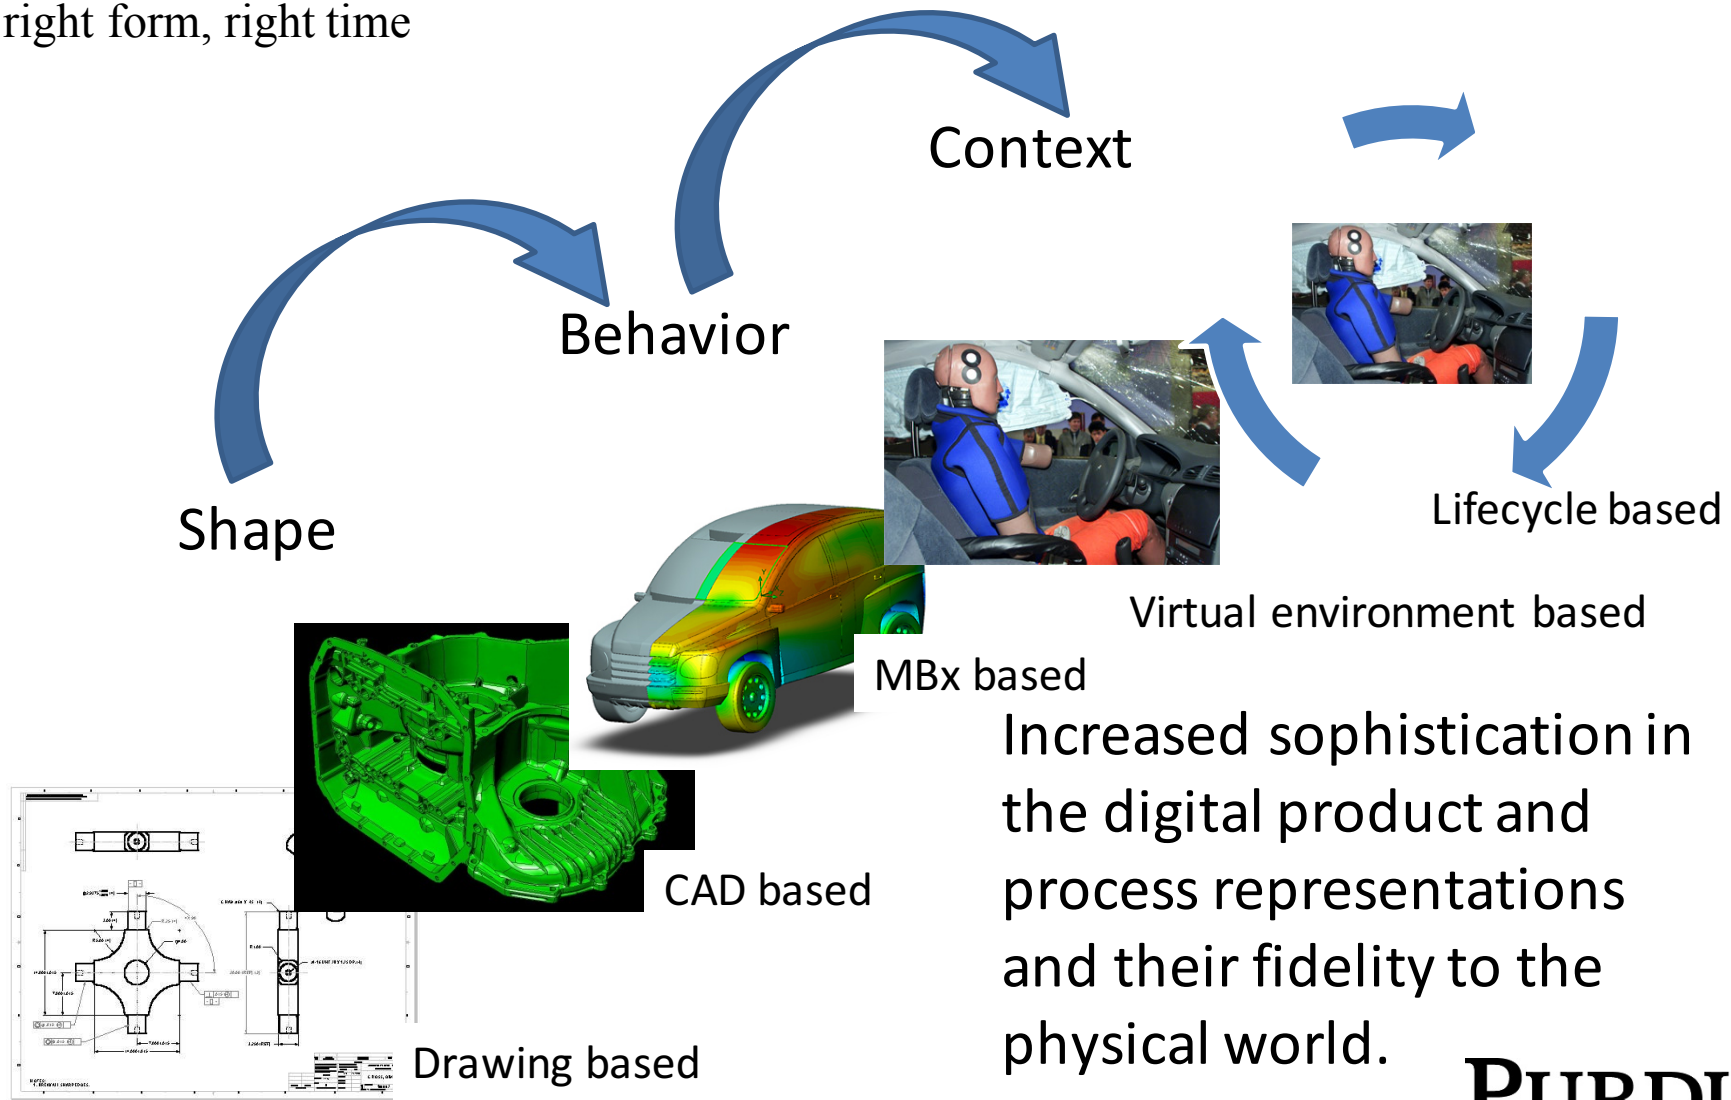 right form, right time
Context
Behavior
Shape
Lifecycle based
Virtual environment based
MBx based
Increased sophistication in
the digital product and
process representations
and their fidelity to the
physical world.
CAD based
Drawing based